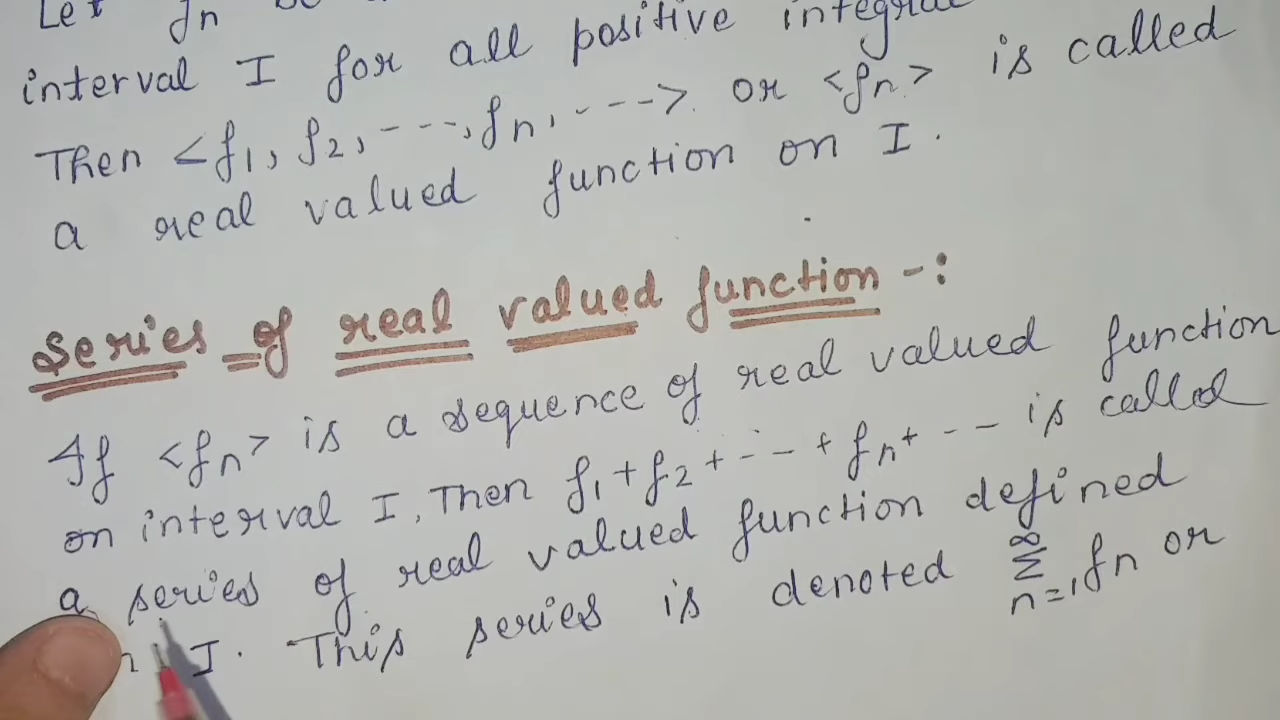 Let fn be a
interval I for all positive integral
Then <f1, f2, ---, fn, ---> or <fn> is called
a real valued function on I.
Series of real valued function -:
If <fn> is a sequence of real valued function
on interval I, Then f1 + f2 + -- -- + fn + -- -- is called
a series of real valued function defined
I. This series is denoted ∞Σn=1 fn or